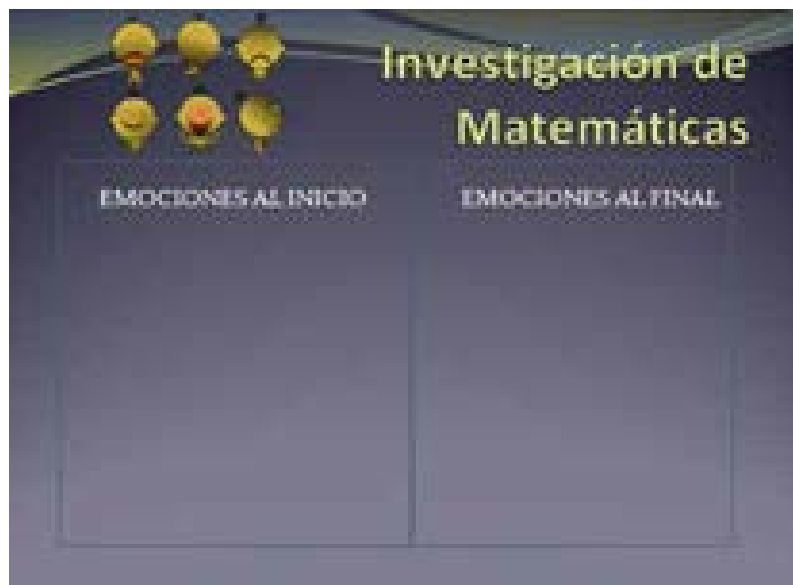 Investigación de
Matemáticas
EMOCIONES AL INICIO
EMOCIONES AL FINAL